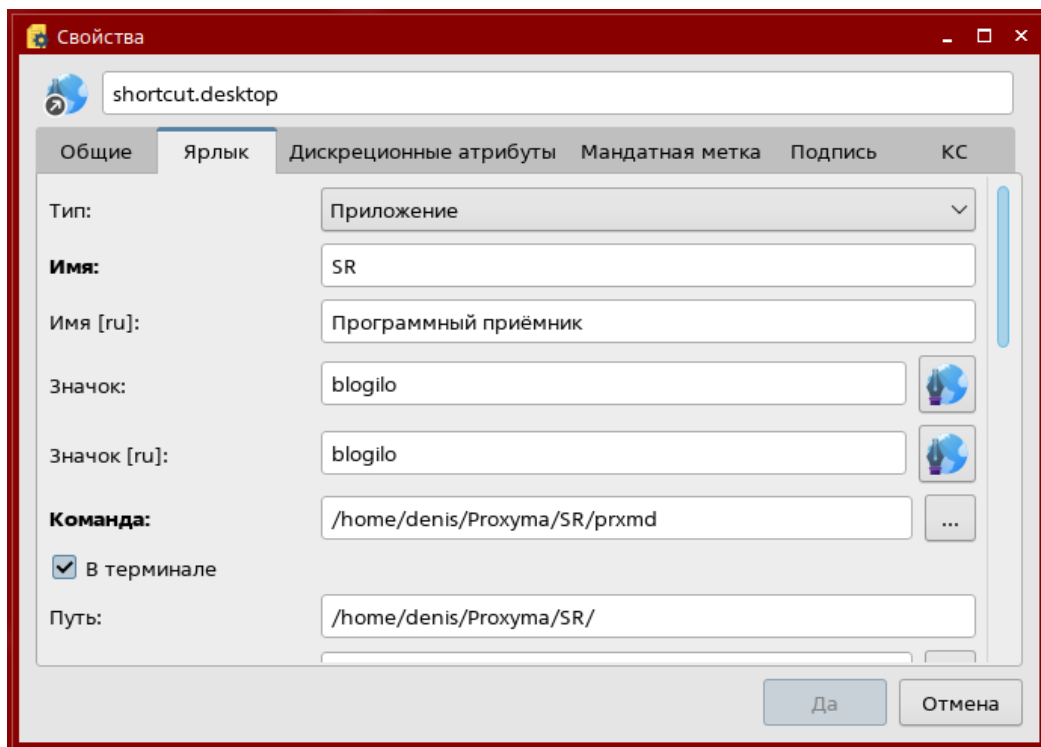 Свойства
shortcut.desktop
Общие Ярлык Дискреционные атрибуты Мандатная метка Подпись КС
Тип: Приложение
Имя: SR
Имя [ru]: Программный приёмник
Значок: blogilo
Значок [ru]: blogilo
Команда: /home/denis/Proxyma/SR/prxmd ...
В терминале
Путь: /home/denis/Proxyma/SR/
Да Отмена